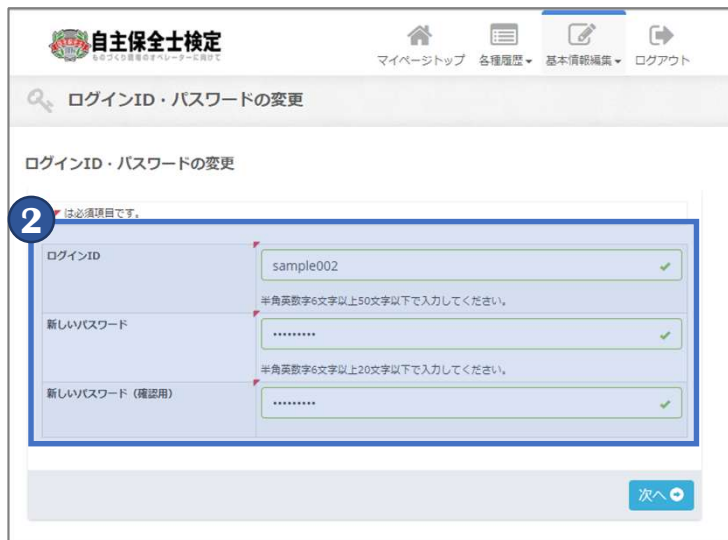 自主保全士検定
ものづくり現場のオペレーターに向けて
マイページトップ 各種履歴 基本情報編集 ログアウト
ログインID・パスワードの変更
ログインID・パスワードの変更
は必須項目です。
2
ログインID
sample002
半角英数字6文字以上50文字以下で入力してください。
新しいパスワード
•••••••••
半角英数字6文字以上20文字以下で入力してください。
新しいパスワード（確認用）
•••••••••
次へ